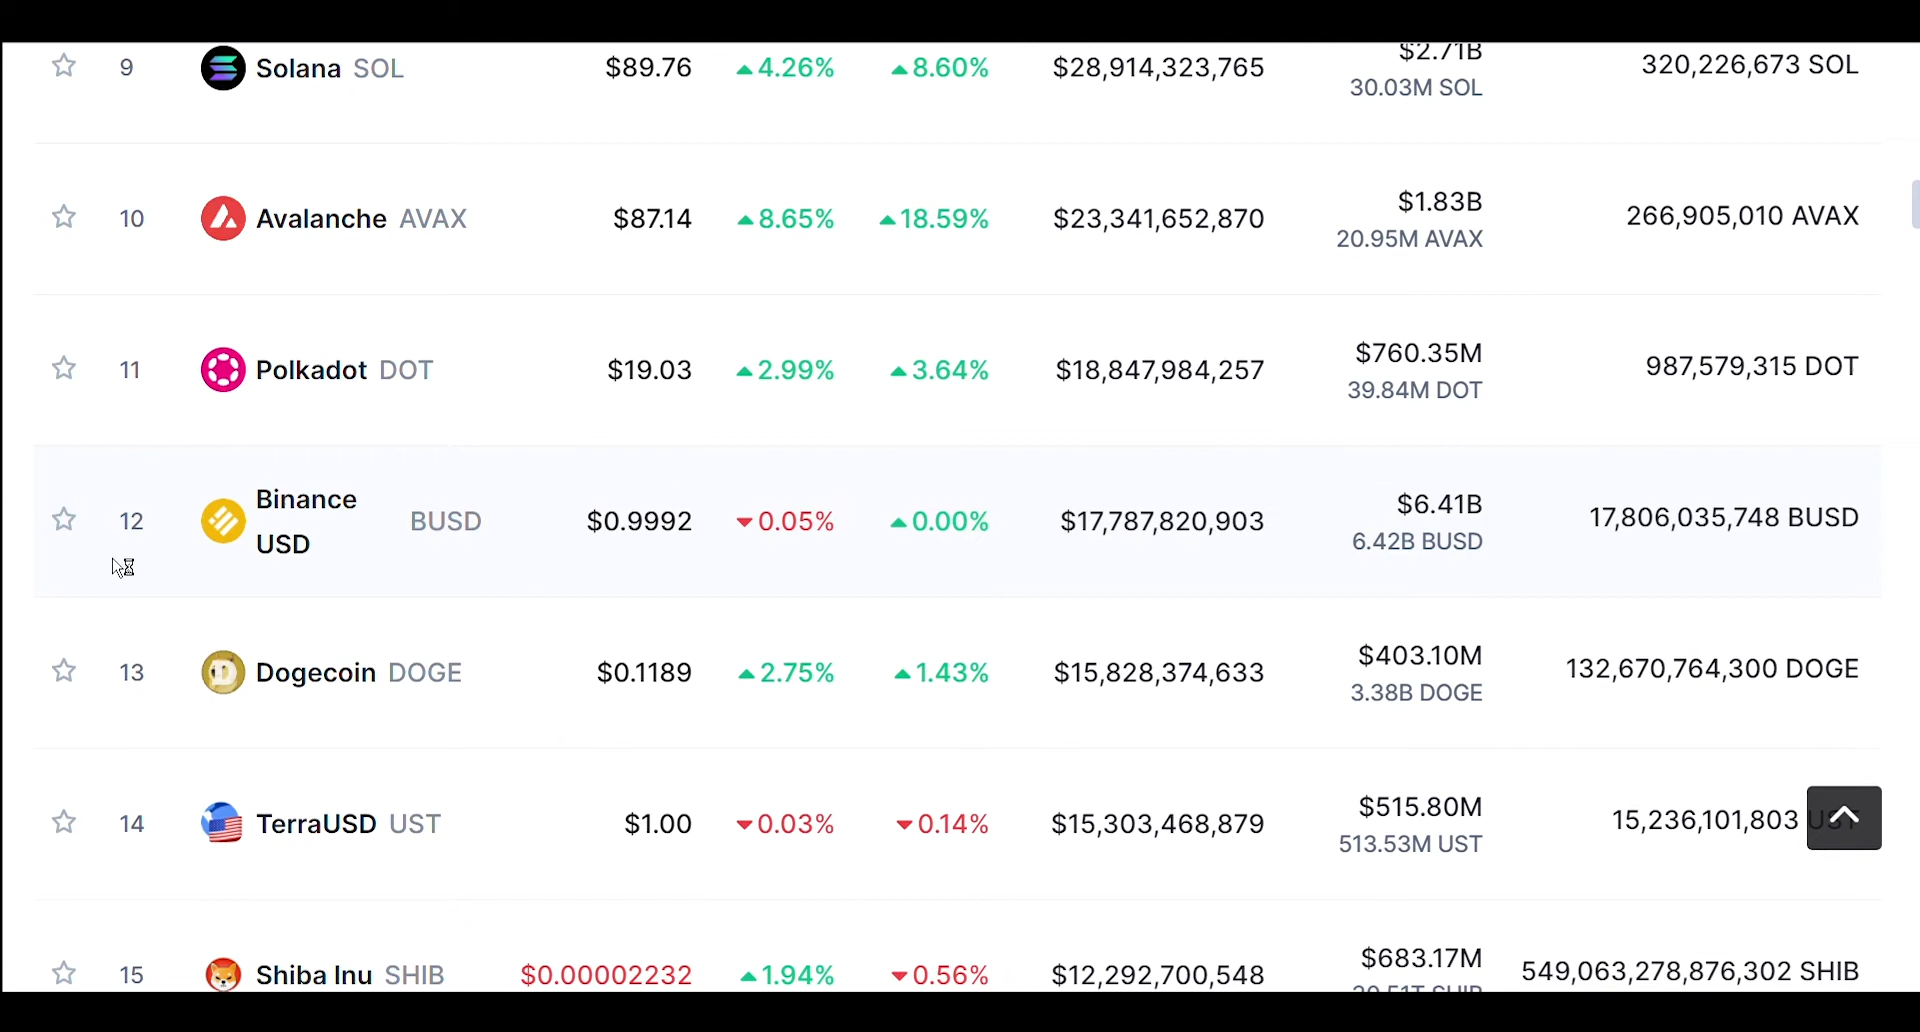 9 Solana SOL $89.76 4.26% 8.60% $28,914,323,765 $2.71B 320,226,673 SOL
30.03M SOL
10 Avalanche AVAX $87.14 8.65% 18.59% $23,341,652,870 $1.83B 266,905,010 AVAX
20.95M AVAX
11 Polkadot DOT $19.03 2.99% 3.64% $18,847,984,257 $760.35M 987,579,315 DOT
39.84M DOT
12 Binance USD BUSD $0.9992 0.05% 0.00% $17,787,820,903 $6.41B 17,806,035,748 BUSD
6.42B BUSD
13 Dogecoin DOGE $0.1189 2.75% 1.43% $15,828,374,633 $403.10M 132,670,764,300 DOGE
3.38B DOGE
14 TerraUSD UST $1.00 0.03% 0.14% $15,303,468,879 $515.80M 15,236,101,803 UST
513.53M UST
15 Shiba Inu SHIB $0.00002232 1.94% 0.56% $12,292,700,548 $683.17M 549,063,278,876,302 SHIB